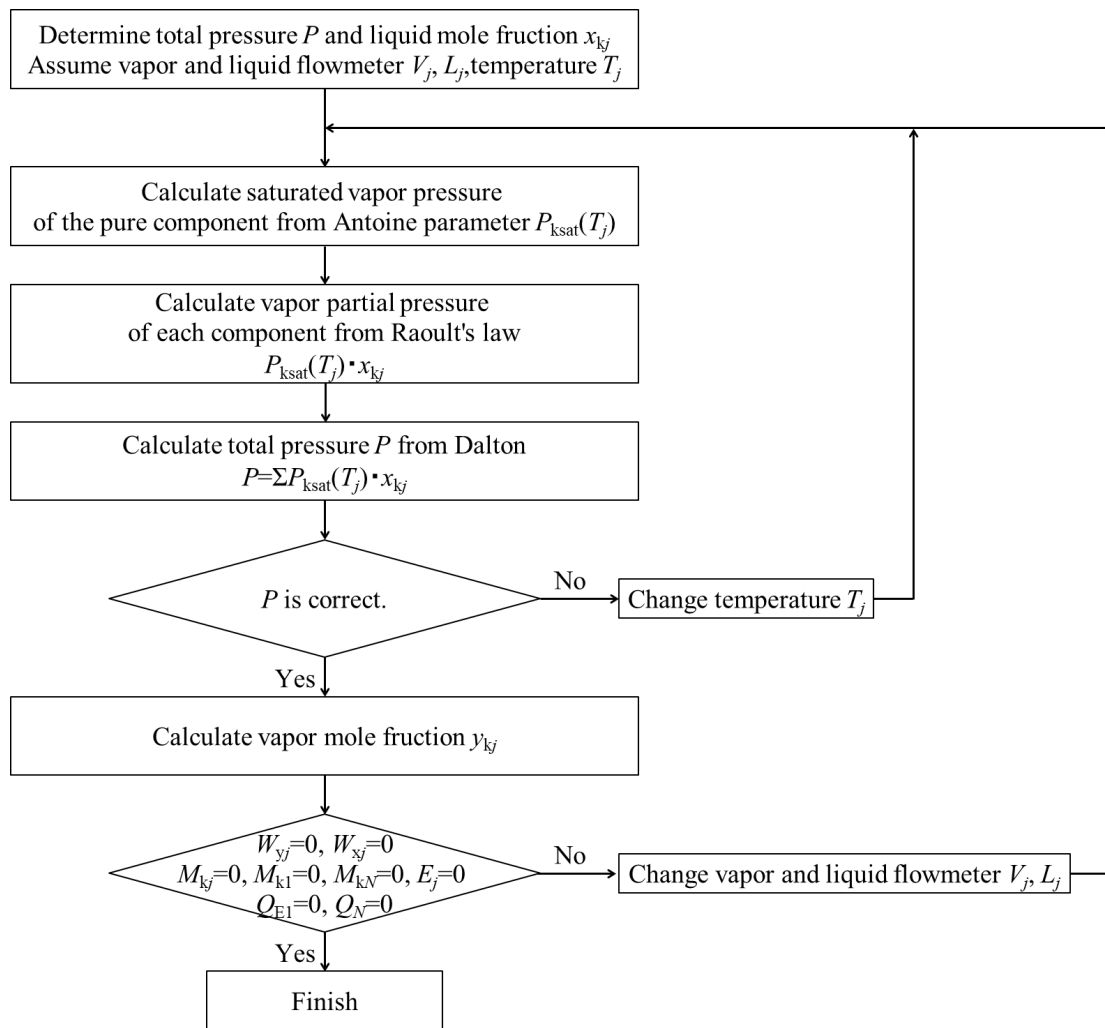 Determine total pressure P and liquid mole fruction xkj
Assume vapor and liquid flowmeter Vj, Lj,temperature Tj
Calculate saturated vapor pressure
of the pure component from Antoine parameter Pksat(Tj)
Calculate vapor partial pressure
of each component from Raoult's law
Pksat(Tj)・xkj
Calculate total pressure P from Dalton
P=ΣPksat(Tj)・xkj
P is correct.
No
Change temperature Tj
Yes
Calculate vapor mole fruction ykj
Wyj=0, Wxj=0
Mkj=0, Mk1=0, MkN=0, Ej=0
QE1=0, QN=0
No
Change vapor and liquid flowmeter Vj, Lj
Yes
Finish